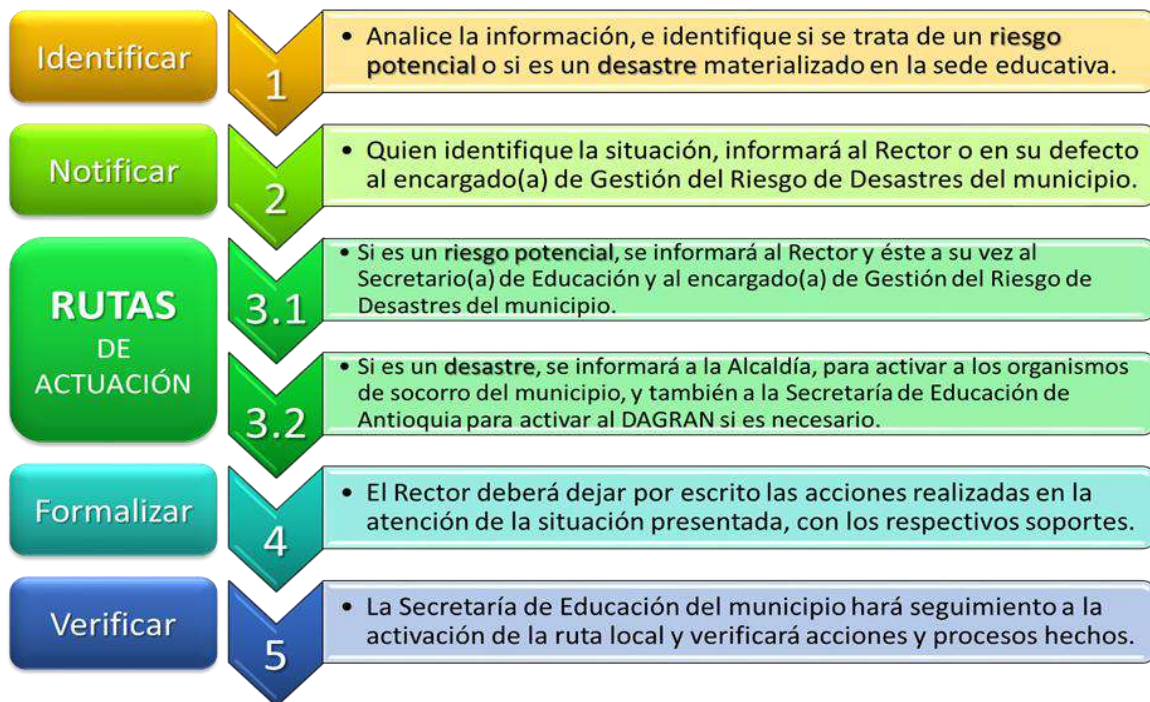 Identificar
1
• Analice la información, e identifique si se trata de un riesgo
potencial o si es un desastre materializado en la sede educativa.
Notificar
2
• Quien identifique la situación, informará al Rector o en su defecto
al encargado(a) de Gestión del Riesgo de Desastres del municipio.
RUTAS
DE
ACTUACIÓN
3.1
• Si es un riesgo potencial, se informará al Rector y éste a su vez al
Secretario(a) de Educación y al encargado(a) de Gestión del Riesgo de
Desastres del municipio.
3.2
• Si es un desastre, se informará a la Alcaldía, para activar a los organismos
de socorro del municipio, y también a la Secretaría de Educación de
Antioquia para activar al DAGRAN si es necesario.
Formalizar
4
• El Rector deberá dejar por escrito las acciones realizadas en la
atención de la situación presentada, con los respectivos soportes.
Verificar
5
• La Secretaría de Educación del municipio hará seguimiento a la
activación de la ruta local y verificará acciones y procesos hechos.